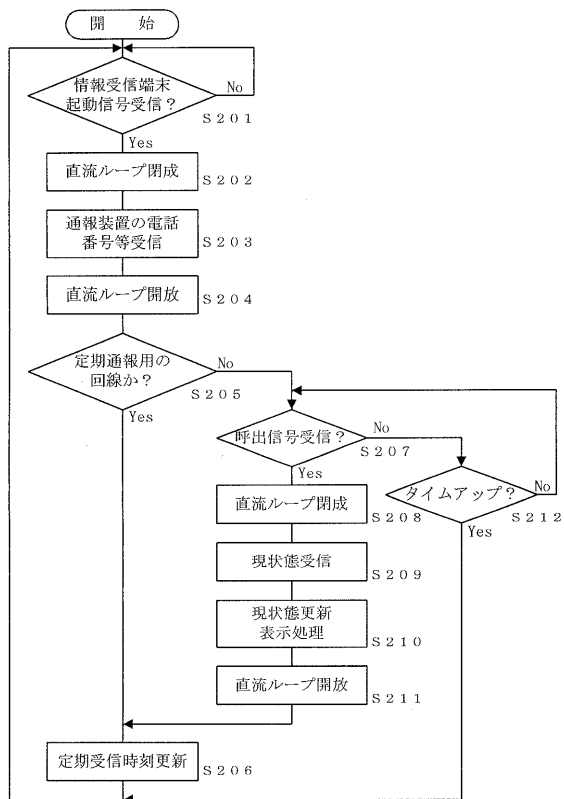 開　始
情報受信端末
起動信号受信？
No
Ｓ２０１
Yes
直流ループ閉成
Ｓ２０２
通報装置の電話
番号等受信
Ｓ２０３
直流ループ開放
Ｓ２０４
定期通報用の
回線か？
No
Ｓ２０５
Yes
呼出信号受信？
No
Ｓ２０７
Yes
タイムアップ？
No
Ｓ２１２
Yes
直流ループ閉成
Ｓ２０８
現状態受信
Ｓ２０９
現状態更新
表示処理
Ｓ２１０
直流ループ開放
Ｓ２１１
定期受信時刻更新
Ｓ２０６